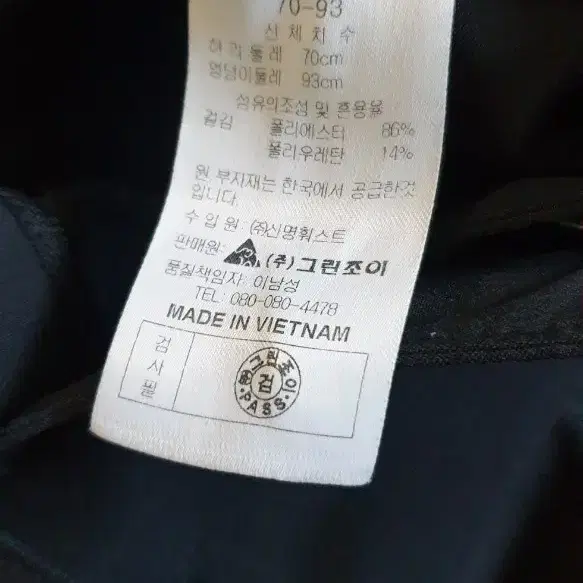 70-93
신체치수
허리둘레 70cm
엉덩이둘레 93cm
섬유의조성 및 혼용율
겉감 폴리에스터 86%
폴리우레탄 14%
원 부자재는 한국에서 공급한것
입니다.
수 입 원 (주)신명훠스트
판매원: (주)그린조이
품질책임자: 이남성
TEL: 080-080-4478
MADE IN VIETNAM
검사필
㈜그린조이
검
PASS